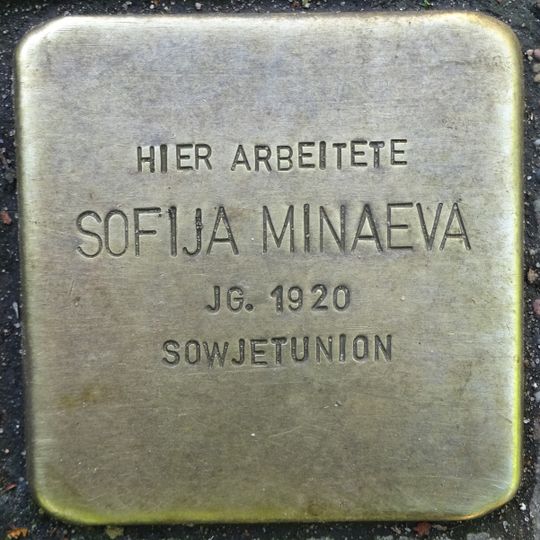 HIER ARBEITETE
SOFIJA MINAEVA
JG. 1920
SOWJETUNION